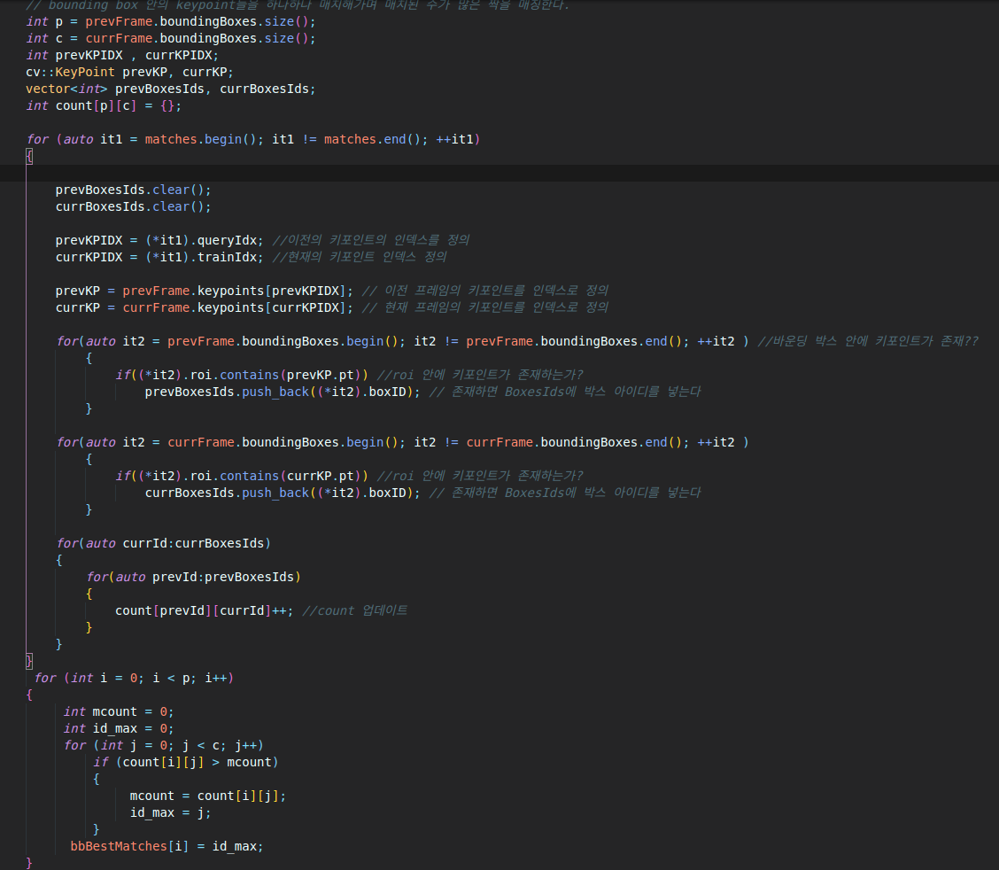 // bounding box 안의 keypoint들을 하나하나 매치해가며 매치된 수가 많은 짝을 매칭한다.
int p = prevFrame.boundingBoxes.size();
int c = currFrame.boundingBoxes.size();
int prevKPIDX , currKPIDX;
cv::KeyPoint prevKP, currKP;
vector<int> prevBoxesIds, currBoxesIds;
int count[p][c] = {};
for (auto it1 = matches.begin(); it1 != matches.end(); ++it1)
{
prevBoxesIds.clear();
currBoxesIds.clear();
prevKPIDX = (*it1).queryIdx; //이전의 키포인트의 인덱스를 정의
currKPIDX = (*it1).trainIdx; //현재의 키포인트 인덱스 정의
prevKP = prevFrame.keypoints[prevKPIDX]; // 이전 프레임의 키포인트를 인덱스로 정의
currKP = currFrame.keypoints[currKPIDX]; // 현재 프레임의 키포인트를 인덱스로 정의
for(auto it2 = prevFrame.boundingBoxes.begin(); it2 != prevFrame.boundingBoxes.end(); ++it2 ) //바운딩 박스 안에 키포인트가 존재??
{
if((*it2).roi.contains(prevKP.pt)) //roi 안에 키포인트가 존재하는가?
prevBoxesIds.push_back((*it2).boxID); // 존재하면 BoxesIds에 박스 아이디를 넣는다
}
for(auto it2 = currFrame.boundingBoxes.begin(); it2 != currFrame.boundingBoxes.end(); ++it2 )
{
if((*it2).roi.contains(currKP.pt)) //roi 안에 키포인트가 존재하는가?
currBoxesIds.push_back((*it2).boxID); // 존재하면 BoxesIds에 박스 아이디를 넣는다
}
for(auto currId:currBoxesIds)
{
for(auto prevId:prevBoxesIds)
{
count[prevId][currId]++; //count 업데이트
}
}
}
for (int i = 0; i < p; i++)
{
int mcount = 0;
int id_max = 0;
for (int j = 0; j < c; j++)
if (count[i][j] > mcount)
{
mcount = count[i][j];
id_max = j;
}
bbBestMatches[i] = id_max;
}